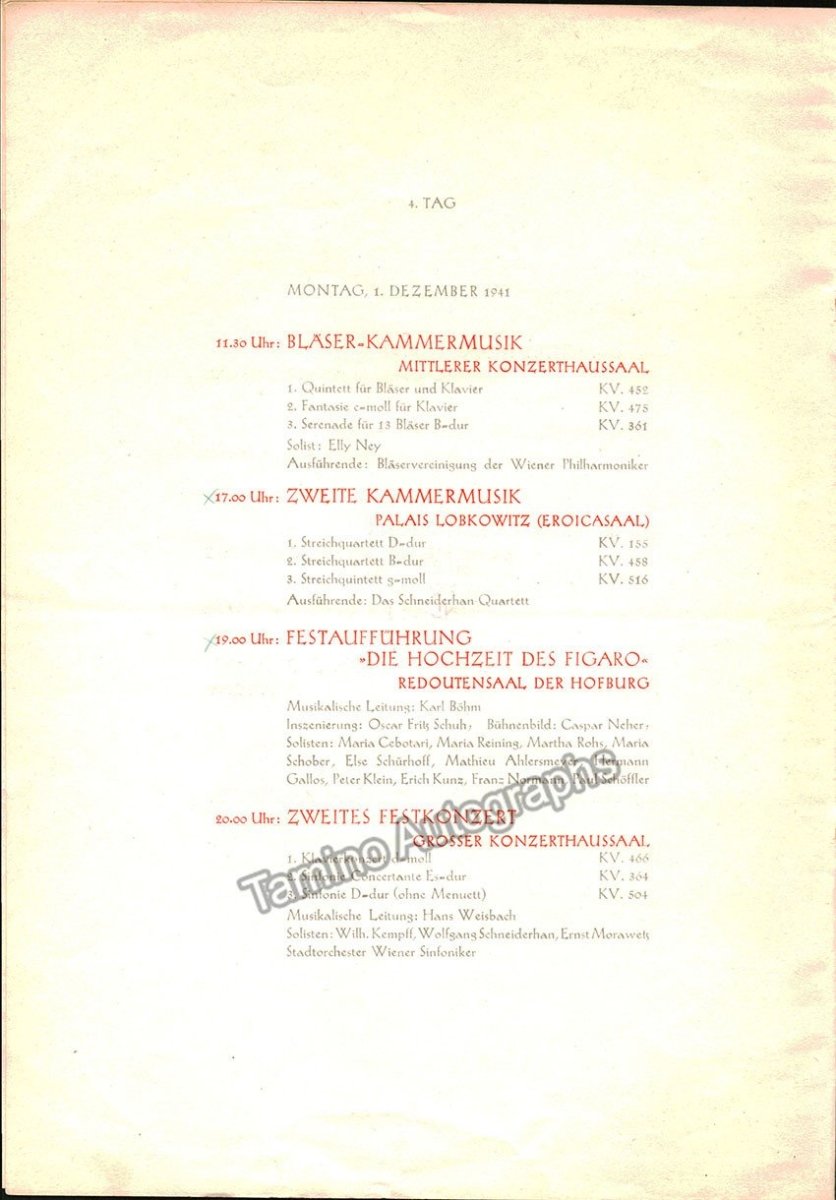 4. TAG
MONTAG, 1. DEZEMBER 1941
11.30 Uhr: BLÄSER-KAMMERMUSIK
MITTLERER KONZERTHAUSSAAL
1. Quintett für Bläser und Klavier KV. 452
2. Fantasie c-moll für Klavier KV. 475
3. Serenade für 13 Bläser B-dur KV. 361
Solist: Elly Ney
Ausführende: Bläservereinigung der Wiener Philharmoniker
17.00 Uhr: ZWEITE KAMMERMUSIK
PALAIS LOBKOWITZ (EROICASAAL)
1. Streichquartett D-dur KV. 155
2. Streichquartett B-dur KV. 458
3. Streichquintett g-moll KV. 516
Ausführende: Das Schneiderhan-Quartett
19.00 Uhr: FESTAUFFÜHRUNG
»DIE HOCHZEIT DES FIGARO«
REDOUTENSAAL DER HOFBURG
Musikalische Leitung: Karl Böhm
Inszenierung: Oscar Fritz Schuh, Bühnenbild: Caspar Neher,
Solisten: Maria Cebotari, Maria Reining, Martha Rohs, Maria
Schober, Else Schürhoff, Mathieu Ahlersmeyer, Hermann
Gallos, Peter Klein, Erich Kunz, Franz Normann, Paul Schöffler
20.00 Uhr: ZWEITES FESTKONZERT
GROSSER KONZERTHAUSSAAL
1. Klavierkonzert d-moll KV. 466
2. Sinfonie Concertante Es-dur KV. 364
3. Sinfonie D-dur (ohne Menuett) KV. 504
Musikalische Leitung: Hans Weisbach
Solisten: Wilh. Kempff, Wolfgang Schneiderhan, Ernst Morawetz
Stadtorchester Wiener Sinfoniker
Tamino Autographs